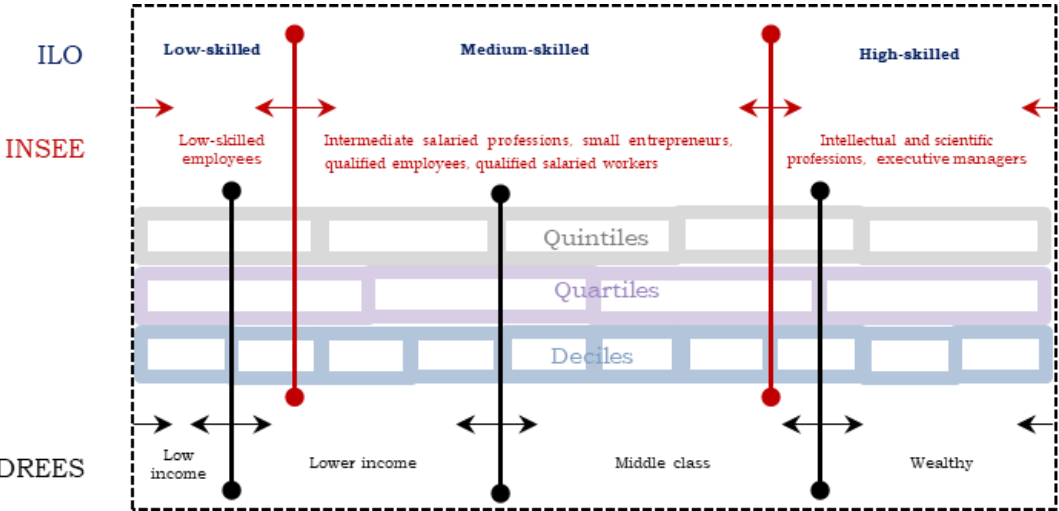 ILO
Low-skilled
Medium-skilled
High-skilled
INSEE
Low-skilled
employees
Intermediate salaried professions, small entrepreneurs,
qualified employees, qualified salaried workers
Intellectual and scientific
professions, executive managers
Quintiles
Quartiles
Deciles
DREES
Low
income
Lower income
Middle class
Wealthy